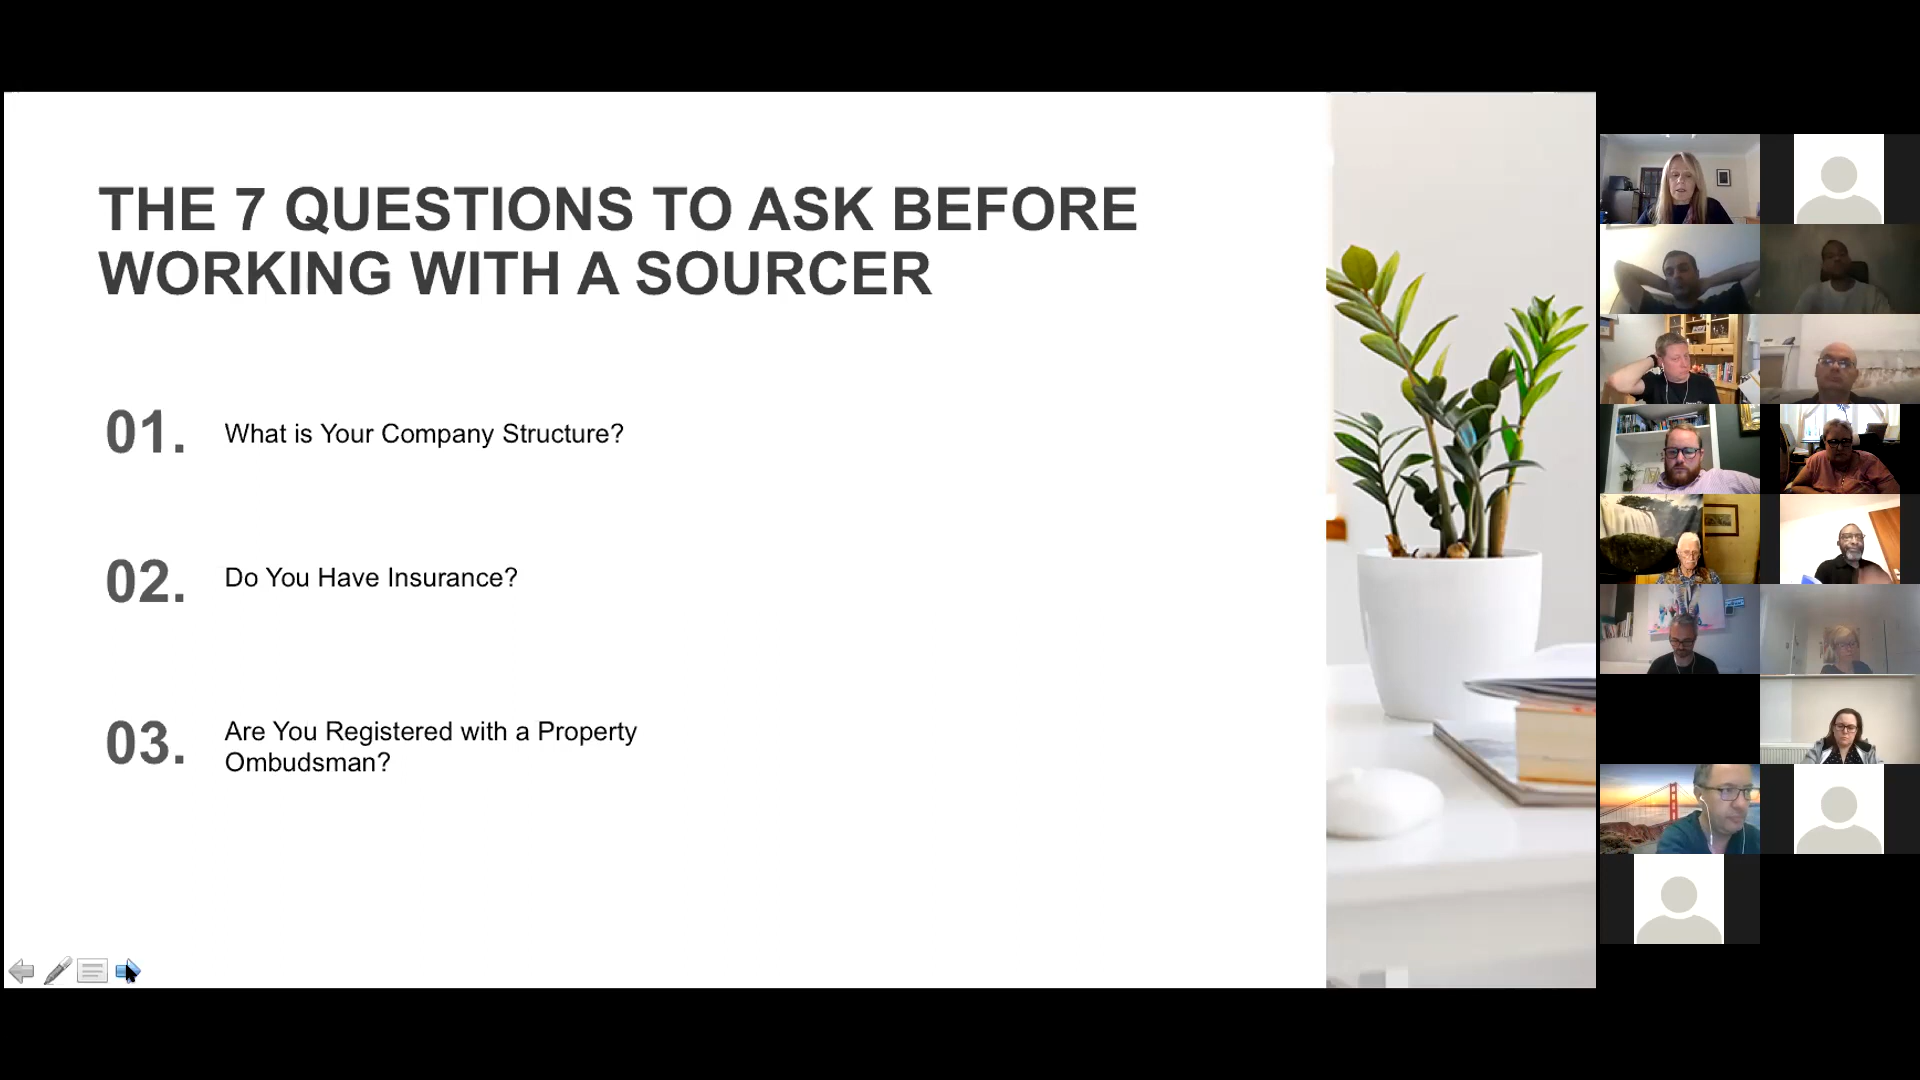 THE 7 QUESTIONS TO ASK BEFORE
WORKING WITH A SOURCER
01.
What is Your Company Structure?
02.
Do You Have Insurance?
03.
Are You Registered with a Property
Ombudsman?